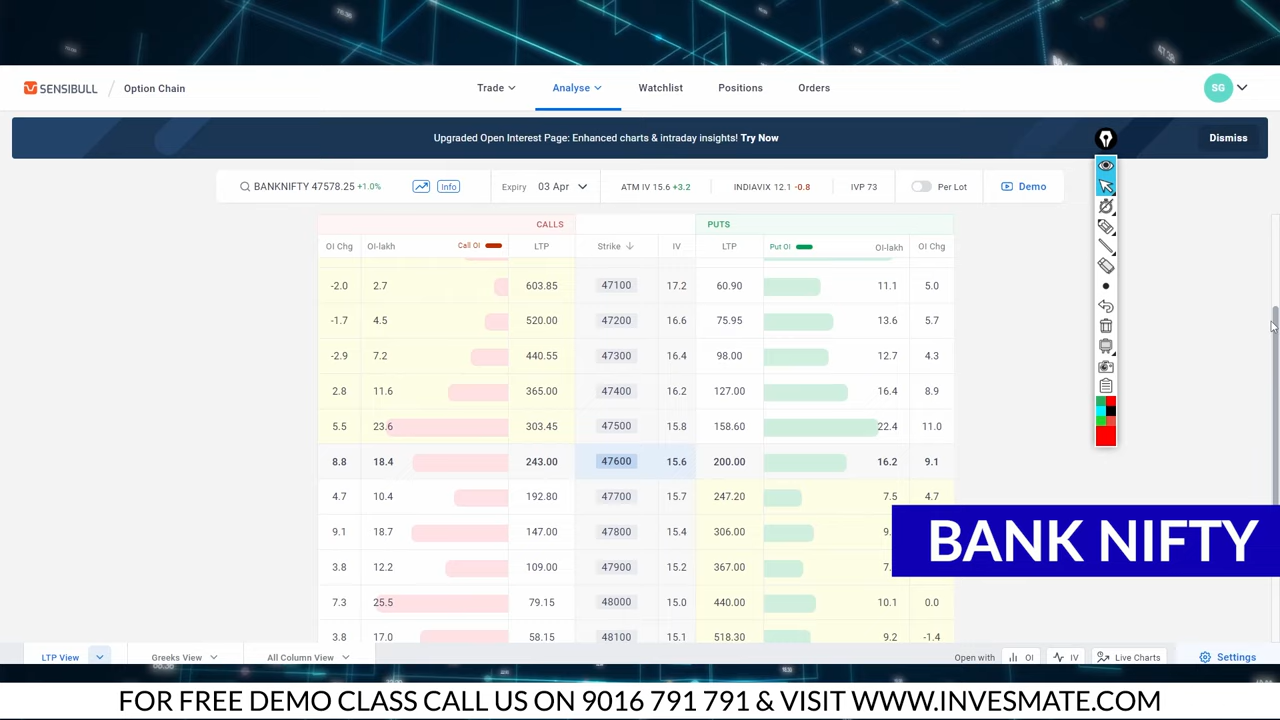 SENSIBULL / Option Chain Trade Analyse Watchlist Positions Orders SG
Upgraded Open Interest Page: Enhanced charts & intraday insights! Try Now Dismiss
BANKNIFTY 47578.25 +1.0% Info Expiry 03 Apr ATM IV 15.6 +3.2 INDIAVIX 12.1 -0.8 IVP 73 Per Lot Demo
CALLS PUTS
OI Chg OI-lakh Call OI LTP Strike IV LTP Put OI OI-lakh OI Chg
-2.0 2.7 603.85 47100 17.2 60.90 11.1 5.0
-1.7 4.5 520.00 47200 16.6 75.95 13.6 5.7
-2.9 7.2 440.55 47300 16.4 98.00 12.7 4.3
2.8 11.6 365.00 47400 16.2 127.00 16.4 8.9
5.5 23.6 303.45 47500 15.8 158.60 22.4 11.0
8.8 18.4 243.00 47600 15.6 200.00 16.2 9.1
4.7 10.4 192.80 47700 15.7 247.20 7.5 4.7
9.1 18.7 147.00 47800 15.4 306.00 9.
3.8 12.2 109.00 47900 15.2 367.00 7.
BANK NIFTY
7.3 25.5 79.15 48000 15.0 440.00 10.1 0.0
3.8 17.0 58.15 48100 15.1 518.30 9.2 -1.4
LTP View Greeks View All Column View Open with OI IV Live Charts Settings
FOR FREE DEMO CLASS CALL US ON 9016 791 791 & VISIT WWW.INVESMATE.COM